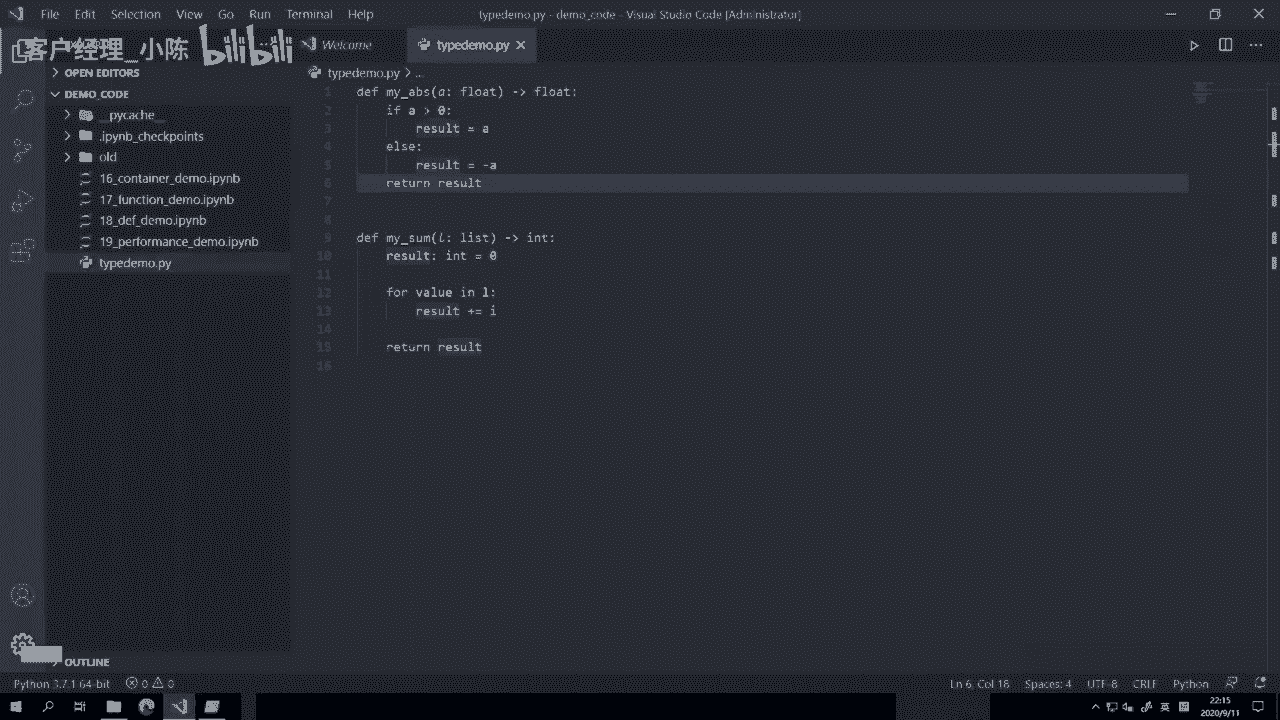 File Edit Selection View Go Run Terminal Help
typedemo.py - demo_code - Visual Studio Code [Administrator]
客户经理_小陈 bilibili
Welcome
typedemo.py
OPEN EDITORS
typedemo.py > ...
DEMO_CODE
__pycache__
.ipynb_checkpoints
old
16_container_demo.ipynb
17_function_demo.ipynb
18_def_demo.ipynb
19_performance_demo.ipynb
typedemo.py
1 def my_abs(a: float) -> float:
2 if a > 0:
3 result = a
4 else:
5 result = -a
6 return result
7
8
9 def my_sum(l: list) -> int:
10 result: int = 0
11
12 for value in l:
13 result += i
14
15 return result
16
OUTLINE
Python 3.7.1 64-bit 0 0
Ln 6, Col 18 Spaces: 4 UTF-8 CRLF Python
英
22:15
2020/9/11